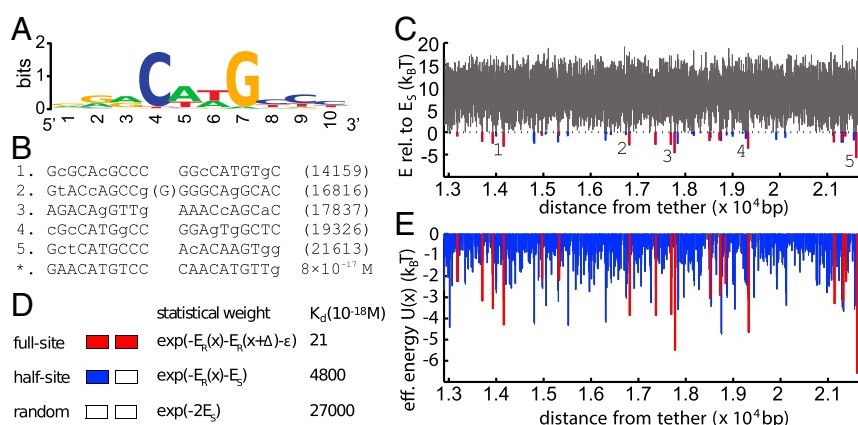 A
2
1
0
bits
C A T G
5' 1 2 3 4 5 6 7 8 9 10 3'
B
1. GcGCAcGCCC GGcCATGTgC (14159)
2. GtACcAGCCg(G)GGGCAgGCAC (16816)
3. AGACAgGTTg AAACCAGCaC (17837)
4. cGcCATGgCC GGAgTgGCTC (19326)
5. GctCATGCCC AcACAAGTgg (21613)
*. GAACATGTCC CAACATGTTg 8×10⁻¹⁷ M
D
statistical weight K_d(10⁻¹⁸M)
full-site exp(-E_R(x)-E_R(x+Δ)-ε) 21
half-site exp(-E_R(x)-E_S) 4800
random exp(-2E_S) 27000
C
E rel. to E_S (k_BT)
20
15
10
5
0
-5
1 2 3 4 5
1.3 1.4 1.5 1.6 1.7 1.8 1.9 2.0 2.1
distance from tether (x 10⁴bp)
E
eff. energy U(x) (k_BT)
0
-1
-2
-3
-4
-5
-6
1.3 1.4 1.5 1.6 1.7 1.8 1.9 2.0 2.1
distance from tether (x 10⁴bp)